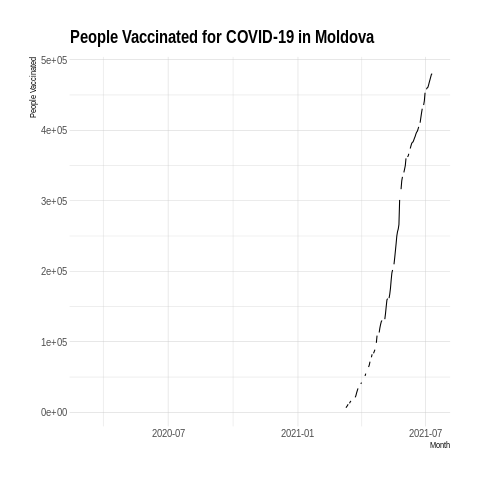 People Vaccinated for COVID-19 in Moldova
People Vaccinated
5e+05
4e+05
3e+05
2e+05
1e+05
0e+00
2020-07
2021-01
2021-07
Month